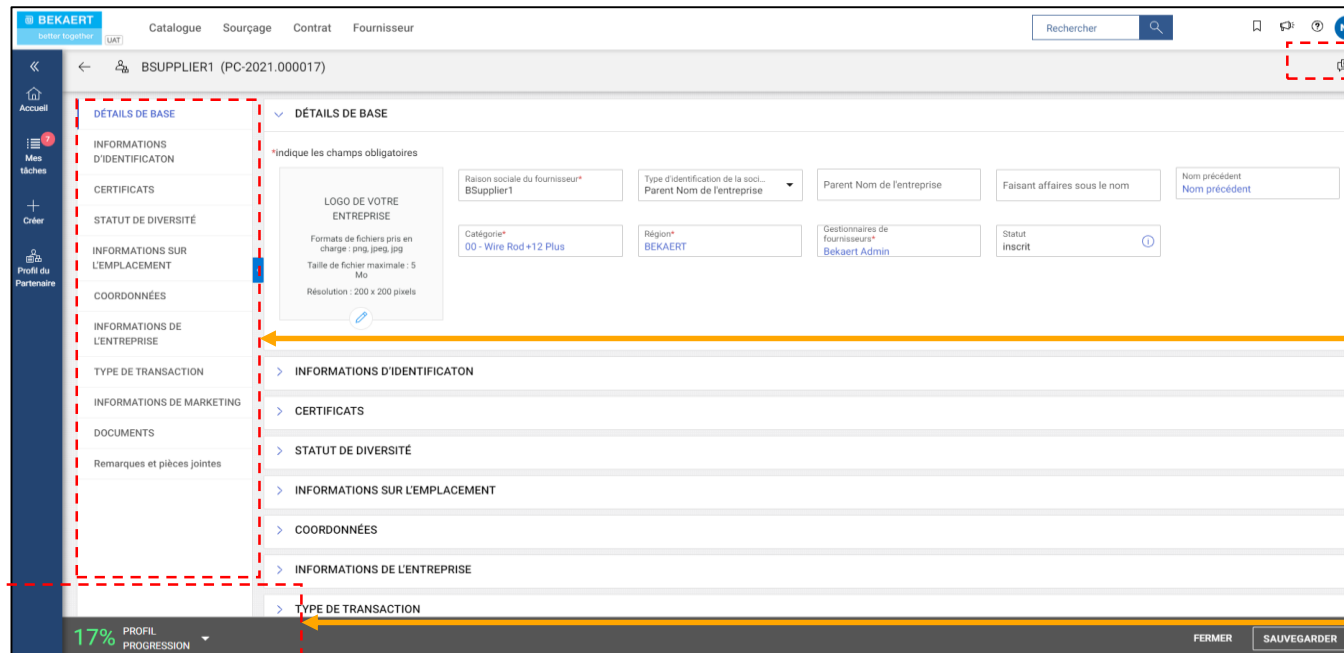 BEKAERT
better together
UAT
Catalogue Sourçage Contrat Fournisseur
Rechercher
BSUPPLIER1 (PC-2021.000017)
Accueil
7
Mes
tâches
Créer
Profil du
Partenaire
DÉTAILS DE BASE
INFORMATIONS
D'IDENTIFICATON
CERTIFICATS
STATUT DE DIVERSITÉ
INFORMATIONS SUR
L'EMPLACEMENT
COORDONNÉES
INFORMATIONS DE
L'ENTREPRISE
TYPE DE TRANSACTION
INFORMATIONS DE MARKETING
DOCUMENTS
Remarques et pièces jointes
DÉTAILS DE BASE
*indique les champs obligatoires
LOGO DE VOTRE
ENTREPRISE
Formats de fichiers pris en
charge : png, jpeg, jpg
Taille de fichier maximale : 5
Mo
Résolution : 200 x 200 pixels
Raison sociale du fournisseur*
BSupplier1
Type d'identification de la soci...
Parent Nom de l'entreprise
Parent Nom de l'entreprise
Faisant affaires sous le nom
Nom précédent
Nom précédent
Catégorie*
00 - Wire Rod +12 Plus
Région*
BEKAERT
Gestionnaires de
fournisseurs*
Bekaert Admin
Statut
inscrit
INFORMATIONS D'IDENTIFICATON
CERTIFICATS
STATUT DE DIVERSITÉ
INFORMATIONS SUR L'EMPLACEMENT
COORDONNÉES
INFORMATIONS DE L'ENTREPRISE
TYPE DE TRANSACTION
17% PROFIL
PROGRESSION
FERMER SAUVEGARDER